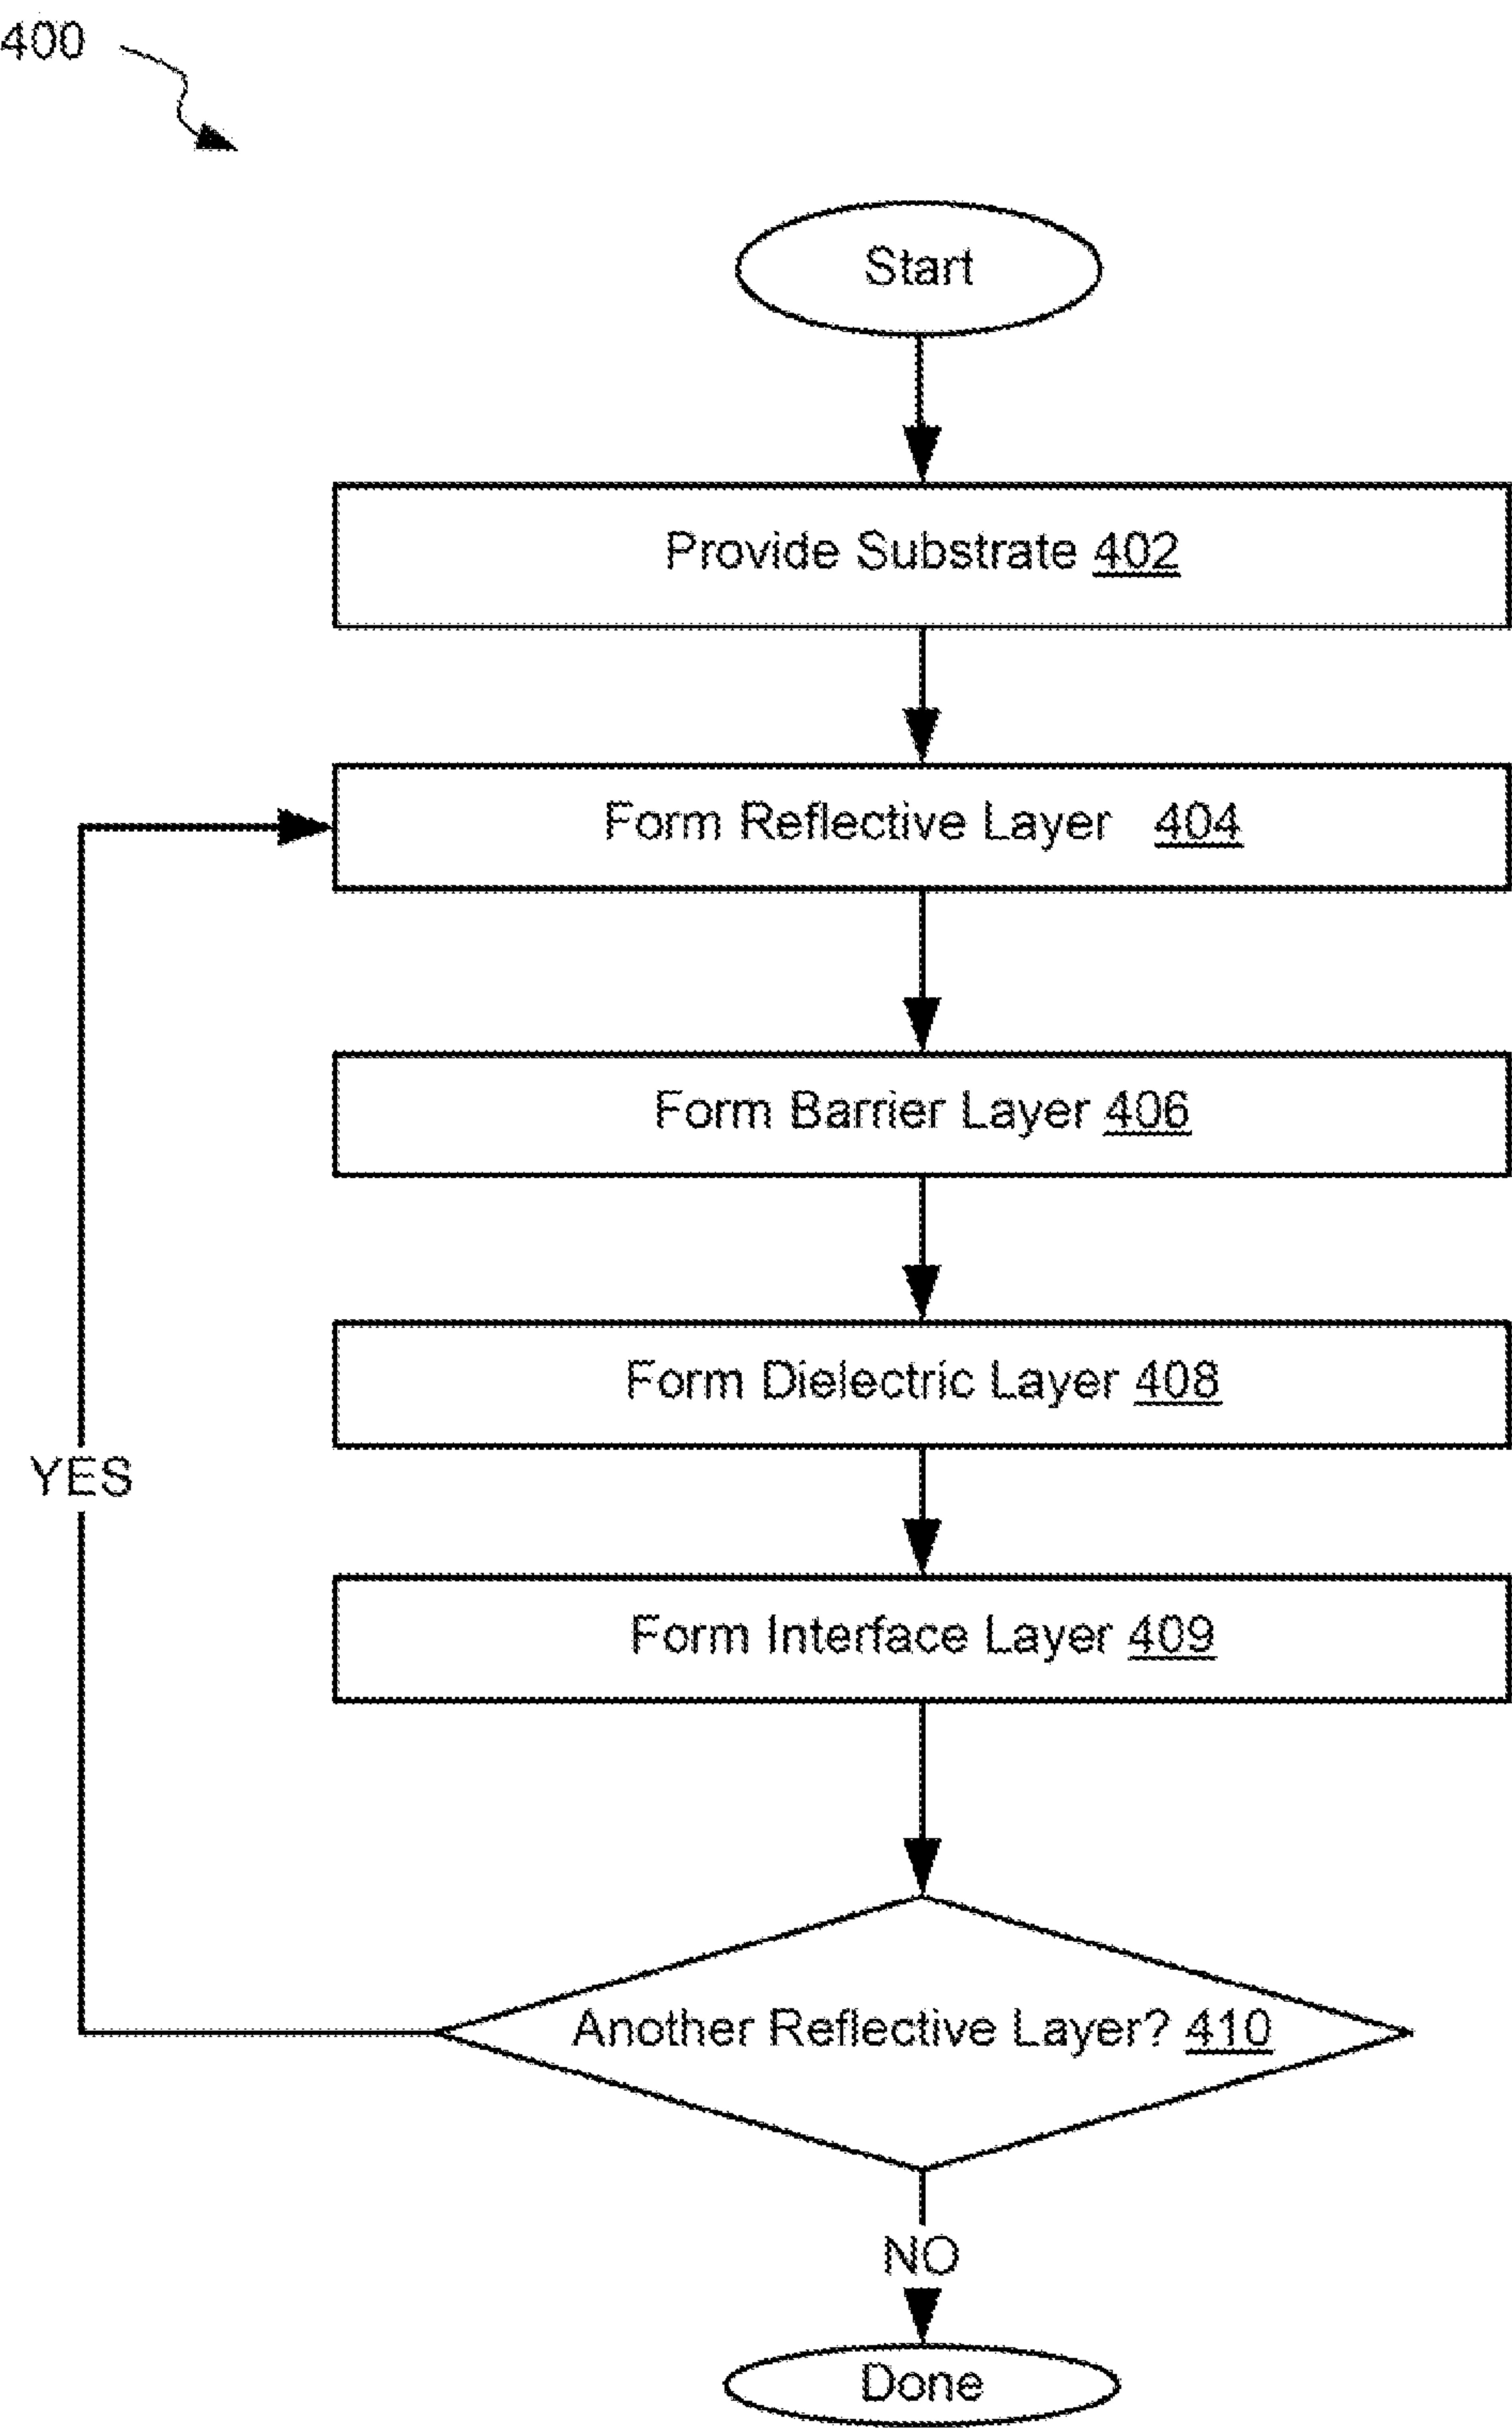 400
Start
Provide Substrate 402
Form Reflective Layer 404
Form Barrier Layer 406
Form Dielectric Layer 408
YES
Form Interface Layer 409
Another Reflective Layer? 410
NO
Done